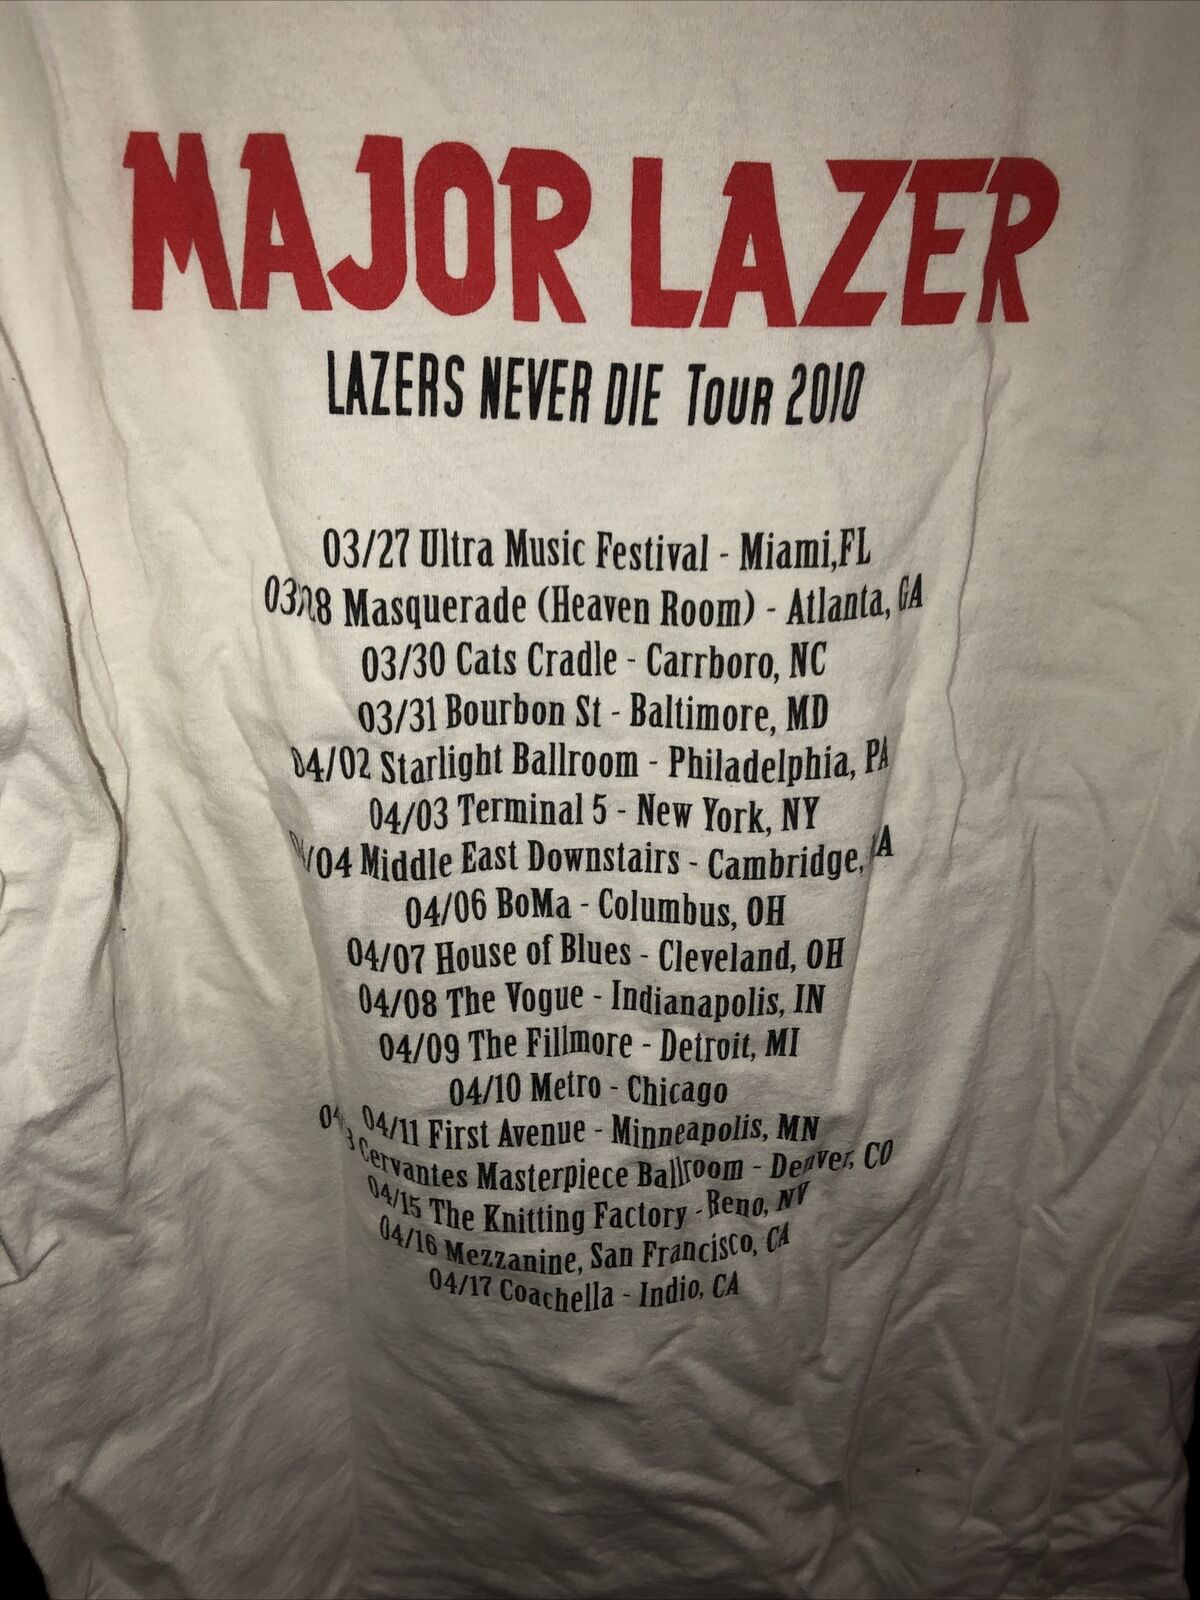 MAJOR LAZER
LAZERS NEVER DIE Tour 2010
03/27 Ultra Music Festival - Miami,FL
03/28 Masquerade (Heaven Room) - Atlanta, GA
03/30 Cats Cradle - Carrboro, NC
03/31 Bourbon St - Baltimore, MD
04/02 Starlight Ballroom - Philadelphia, PA
04/03 Terminal 5 - New York, NY
/04 Middle East Downstairs - Cambridge,
04/06 BoMa - Columbus, OH
04/07 House of Blues - Cleveland, OH
04/08 The Vogue - Indianapolis, IN
04/09 The Fillmore - Detroit, MI
04/10 Metro - Chicago
04/11 First Avenue - Minneapolis, MN
Cervantes Masterpiece Ballroom - Denver, CO
04/15 The Knitting Factory - Reno, NV
04/16 Mezzanine, San Francisco, CA
04/17 Coachella - Indio, CA